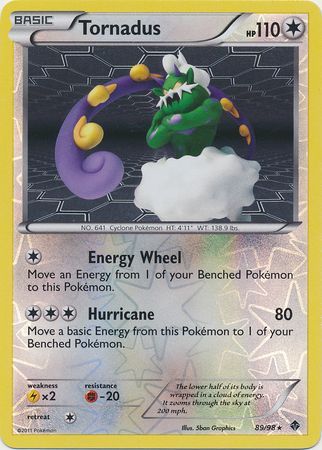 BASIC
Tornadus
HP110
NO. 641 Cyclone Pokémon HT: 4'11" WT: 138.9 lbs.
Energy Wheel
Move an Energy from 1 of your Benched Pokémon
to this Pokémon.
Hurricane 80
Move a basic Energy from this Pokémon to 1 of your
Benched Pokémon.
weakness
×2
resistance
-20
retreat
The lower half of its body is
wrapped in a cloud of energy.
It zooms through the sky at
200 mph.
©2011 Pokémon
Illus. 5ban Graphics
89/98 ★